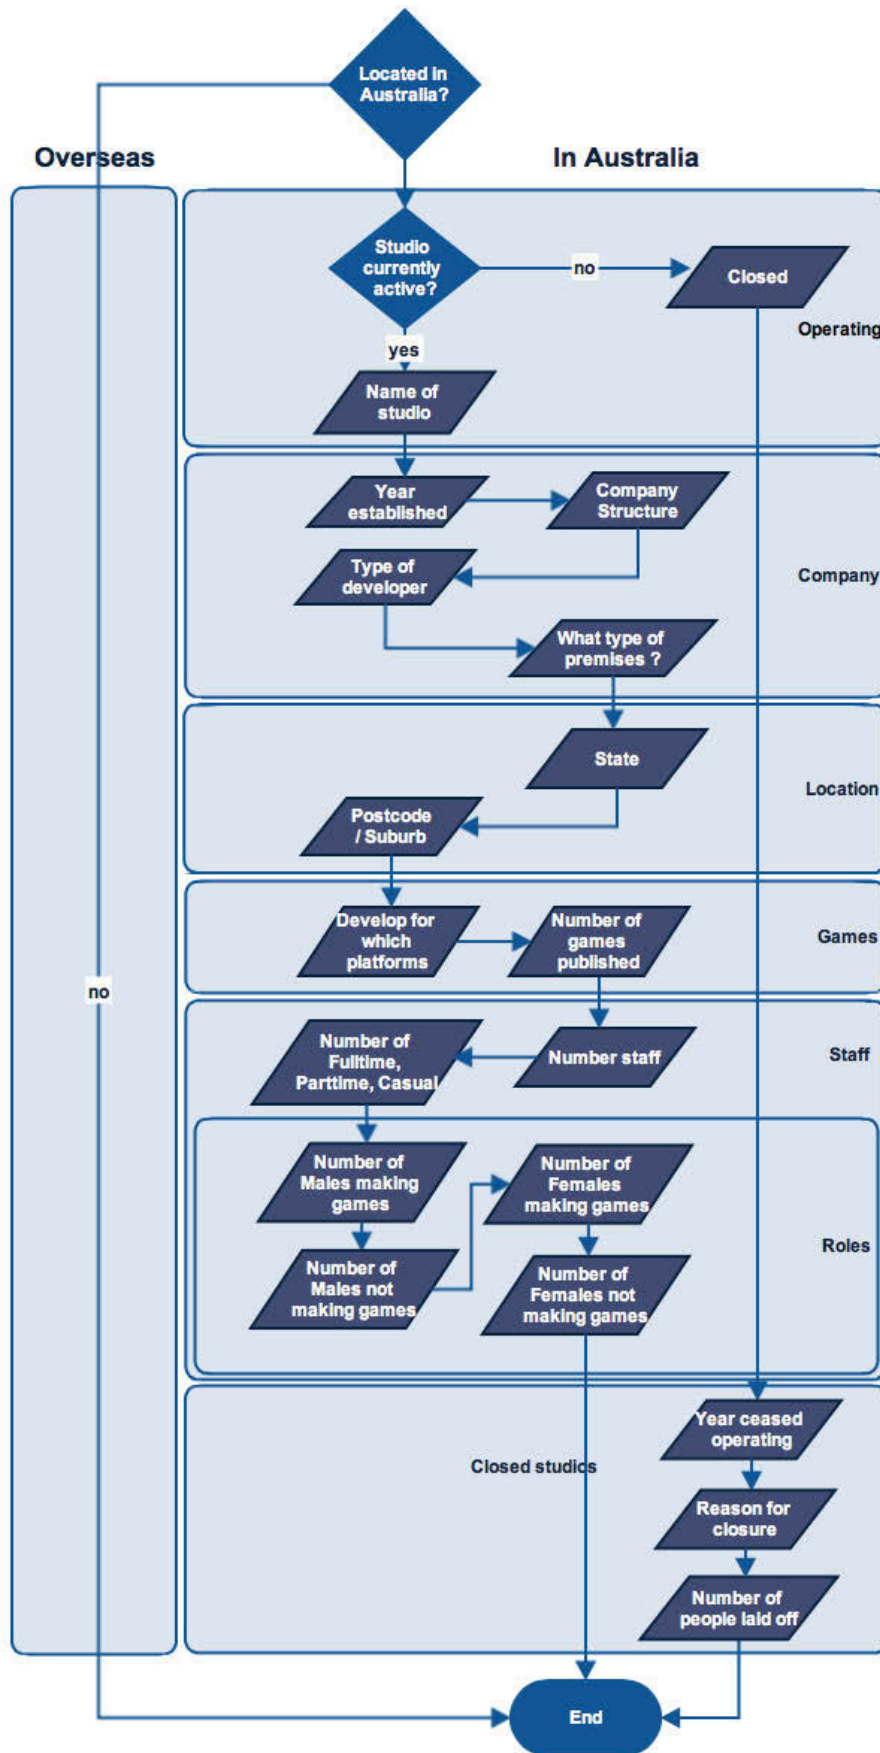 Located in
Australia?
Overseas
In Australia
Studio
currently
active?
no
Closed
Operating
yes
Name of
studio
Year
established
Company
Structure
Type of
developer
Company
What type of
premises ?
State
Location
Postcode
/ Suburb
Develop for
which
platforms
Number of
games
published
Games
no
Number of
Fulltime,
Parttime, Casual
Number staff
Staff
Number of
Males making
games
Number of
Females
making games
Roles
Number of
Males not
making games
Number of
Females not
making games
Year ceased
operating
Closed studios
Reason for
closure
Number of
people laid off
End